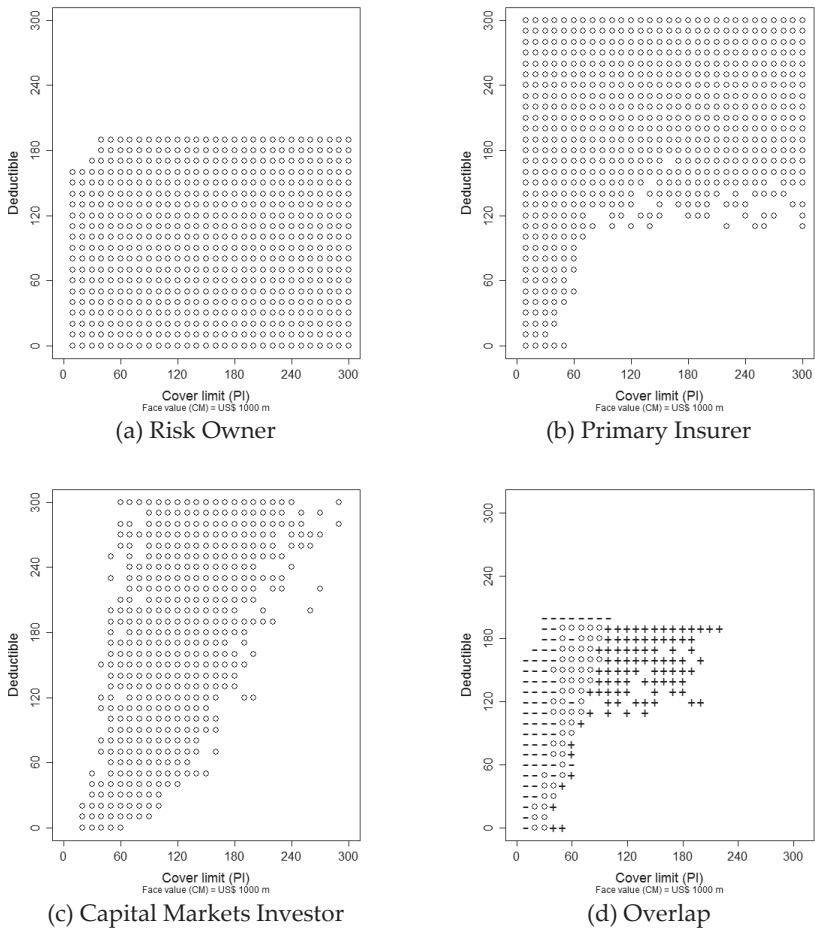 300
240
180
120
60
0
Deductible
0 60 120 180 240 300
Cover limit (PI)
Face value (CM) = US$ 1000 m
(a) Risk Owner
300
240
180
120
60
0
Deductible
0 60 120 180 240 300
Cover limit (PI)
Face value (CM) = US$ 1000 m
(b) Primary Insurer
300
240
180
120
60
0
Deductible
0 60 120 180 240 300
Cover limit (PI)
Face value (CM) = US$ 1000 m
(c) Capital Markets Investor
300
240
180
120
60
0
Deductible
0 60 120 180 240 300
Cover limit (PI)
Face value (CM) = US$ 1000 m
(d) Overlap